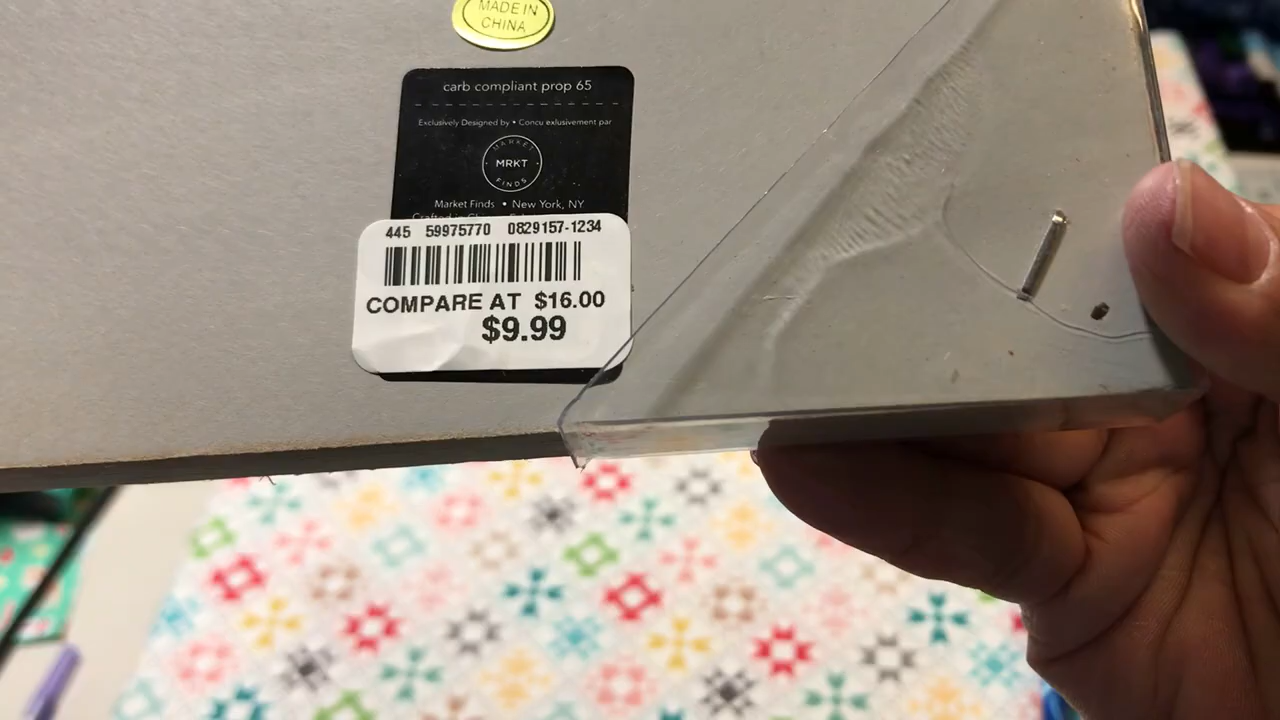 MADE IN
CHINA
carb compliant prop 65
Exclusively Designed by • Concu exlusivement par
MARKET
MRKT
FINDS
Market Finds • New York, NY
445 59975770 0829157-1234
COMPARE AT $16.00
$9.99